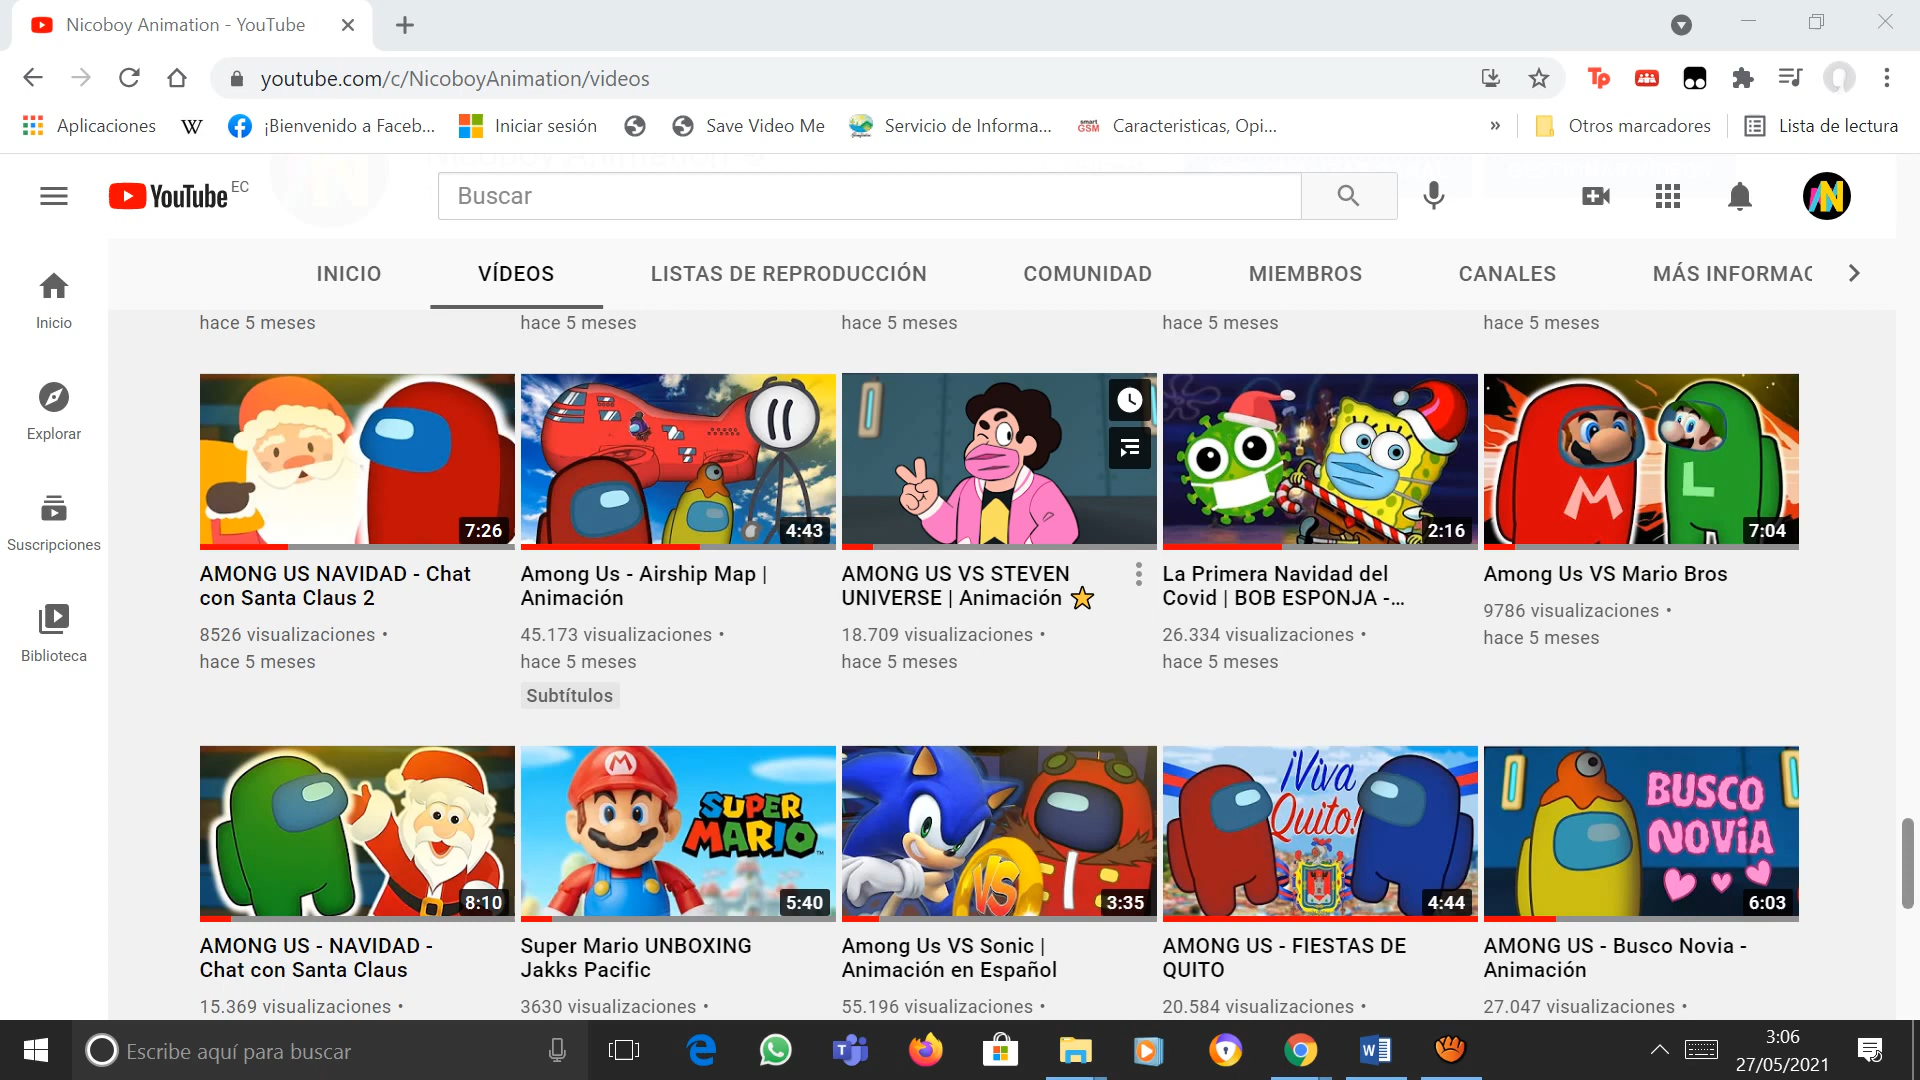 Nicoboy Animation - YouTube
youtube.com/c/NicoboyAnimation/videos
Aplicaciones
W
¡Bienvenido a Faceb...
Iniciar sesión
Save Video Me
Servicio de Informa...
smart GSM
Caracteristicas, Opi...
»
Otros marcadores
Lista de lectura
YouTube EC
Buscar
INICIO
VÍDEOS
LISTAS DE REPRODUCCIÓN
COMUNIDAD
MIEMBROS
CANALES
MÁS INFORMAC
Inicio
Explorar
Suscripciones
Biblioteca
hace 5 meses
hace 5 meses
hace 5 meses
hace 5 meses
hace 5 meses
7:26
4:43
2:16
M
L
7:04
AMONG US NAVIDAD - Chat
con Santa Claus 2
8526 visualizaciones •
hace 5 meses
Among Us - Airship Map |
Animación
45.173 visualizaciones •
hace 5 meses
Subtítulos
AMONG US VS STEVEN
UNIVERSE | Animación ⭐
18.709 visualizaciones •
hace 5 meses
La Primera Navidad del
Covid | BOB ESPONJA -...
26.334 visualizaciones •
hace 5 meses
Among Us VS Mario Bros
9786 visualizaciones •
hace 5 meses
8:10
M
SUPER
MARIO™
5:40
VS
3:35
¡Viva
Quito!
4:44
BUSCO
NOViA
6:03
AMONG US - NAVIDAD -
Chat con Santa Claus
15.369 visualizaciones •
Super Mario UNBOXING
Jakks Pacific
3630 visualizaciones •
Among Us VS Sonic |
Animación en Español
55.196 visualizaciones •
AMONG US - FIESTAS DE
QUITO
20.584 visualizaciones •
AMONG US - Busco Novia -
Animación
27.047 visualizaciones •
Escribe aquí para buscar
3:06
27/05/2021